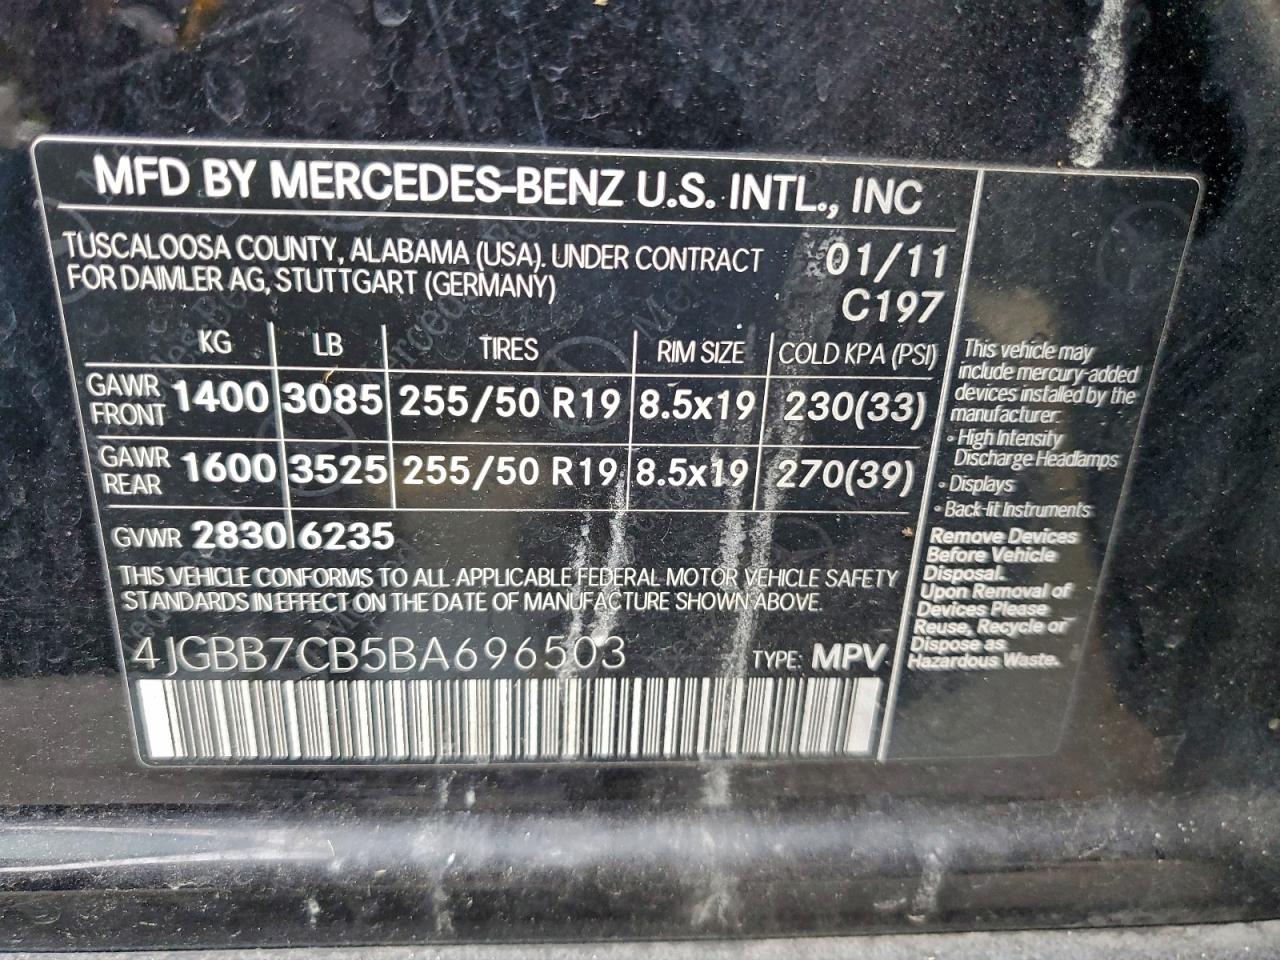 MFD BY MERCEDES-BENZ U.S. INTL., INC
TUSCALOOSA COUNTY, ALABAMA (USA). UNDER CONTRACT
FOR DAIMLER AG, STUTTGART (GERMANY)
01/11
C197
KG LB TIRES RIM SIZE COLD KPA (PSI)
GAWR FRONT 1400 3085 255/50 R19 8.5x19 230(33)
GAWR REAR 1600 3525 255/50 R19 8.5x19 270(39)
GVWR 2830 6235
THIS VEHICLE CONFORMS TO ALL APPLICABLE FEDERAL MOTOR VEHICLE SAFETY
STANDARDS IN EFFECT ON THE DATE OF MANUFACTURE SHOWN ABOVE.
4JGBB7CB5BA696503 TYPE: MPV
This vehicle may
include mercury-added
devices installed by the
manufacturer:
• High Intensity
Discharge Headlamps
• Displays
• Back-lit Instruments
Remove Devices
Before Vehicle
Disposal.
Upon Removal of
Devices Please
Reuse, Recycle or
Dispose as
Hazardous Waste.